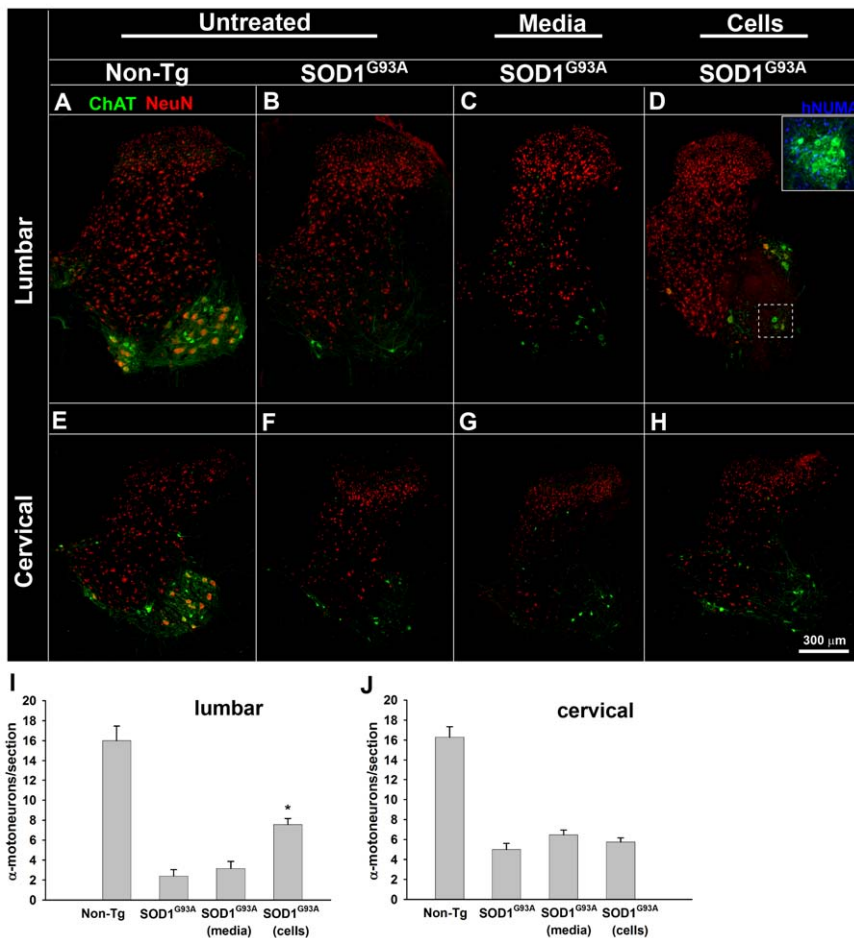 Untreated Media Cells
Non-Tg SOD1G93A SOD1G93A SOD1G93A
A ChAT NeuN B C D hNUMA
Lumbar
E F G H
Cervical
300 µm
I lumbar
α-motoneurons/section
20
18
16
14
12
10
8
6
4
2
0
*
Non-Tg SOD1G93A SOD1G93A SOD1G93A
(media) (cells)
J cervical
α-motoneurons/section
20
18
16
14
12
10
8
6
4
2
0
Non-Tg SOD1G93A SOD1G93A SOD1G93A
(media) (cells)